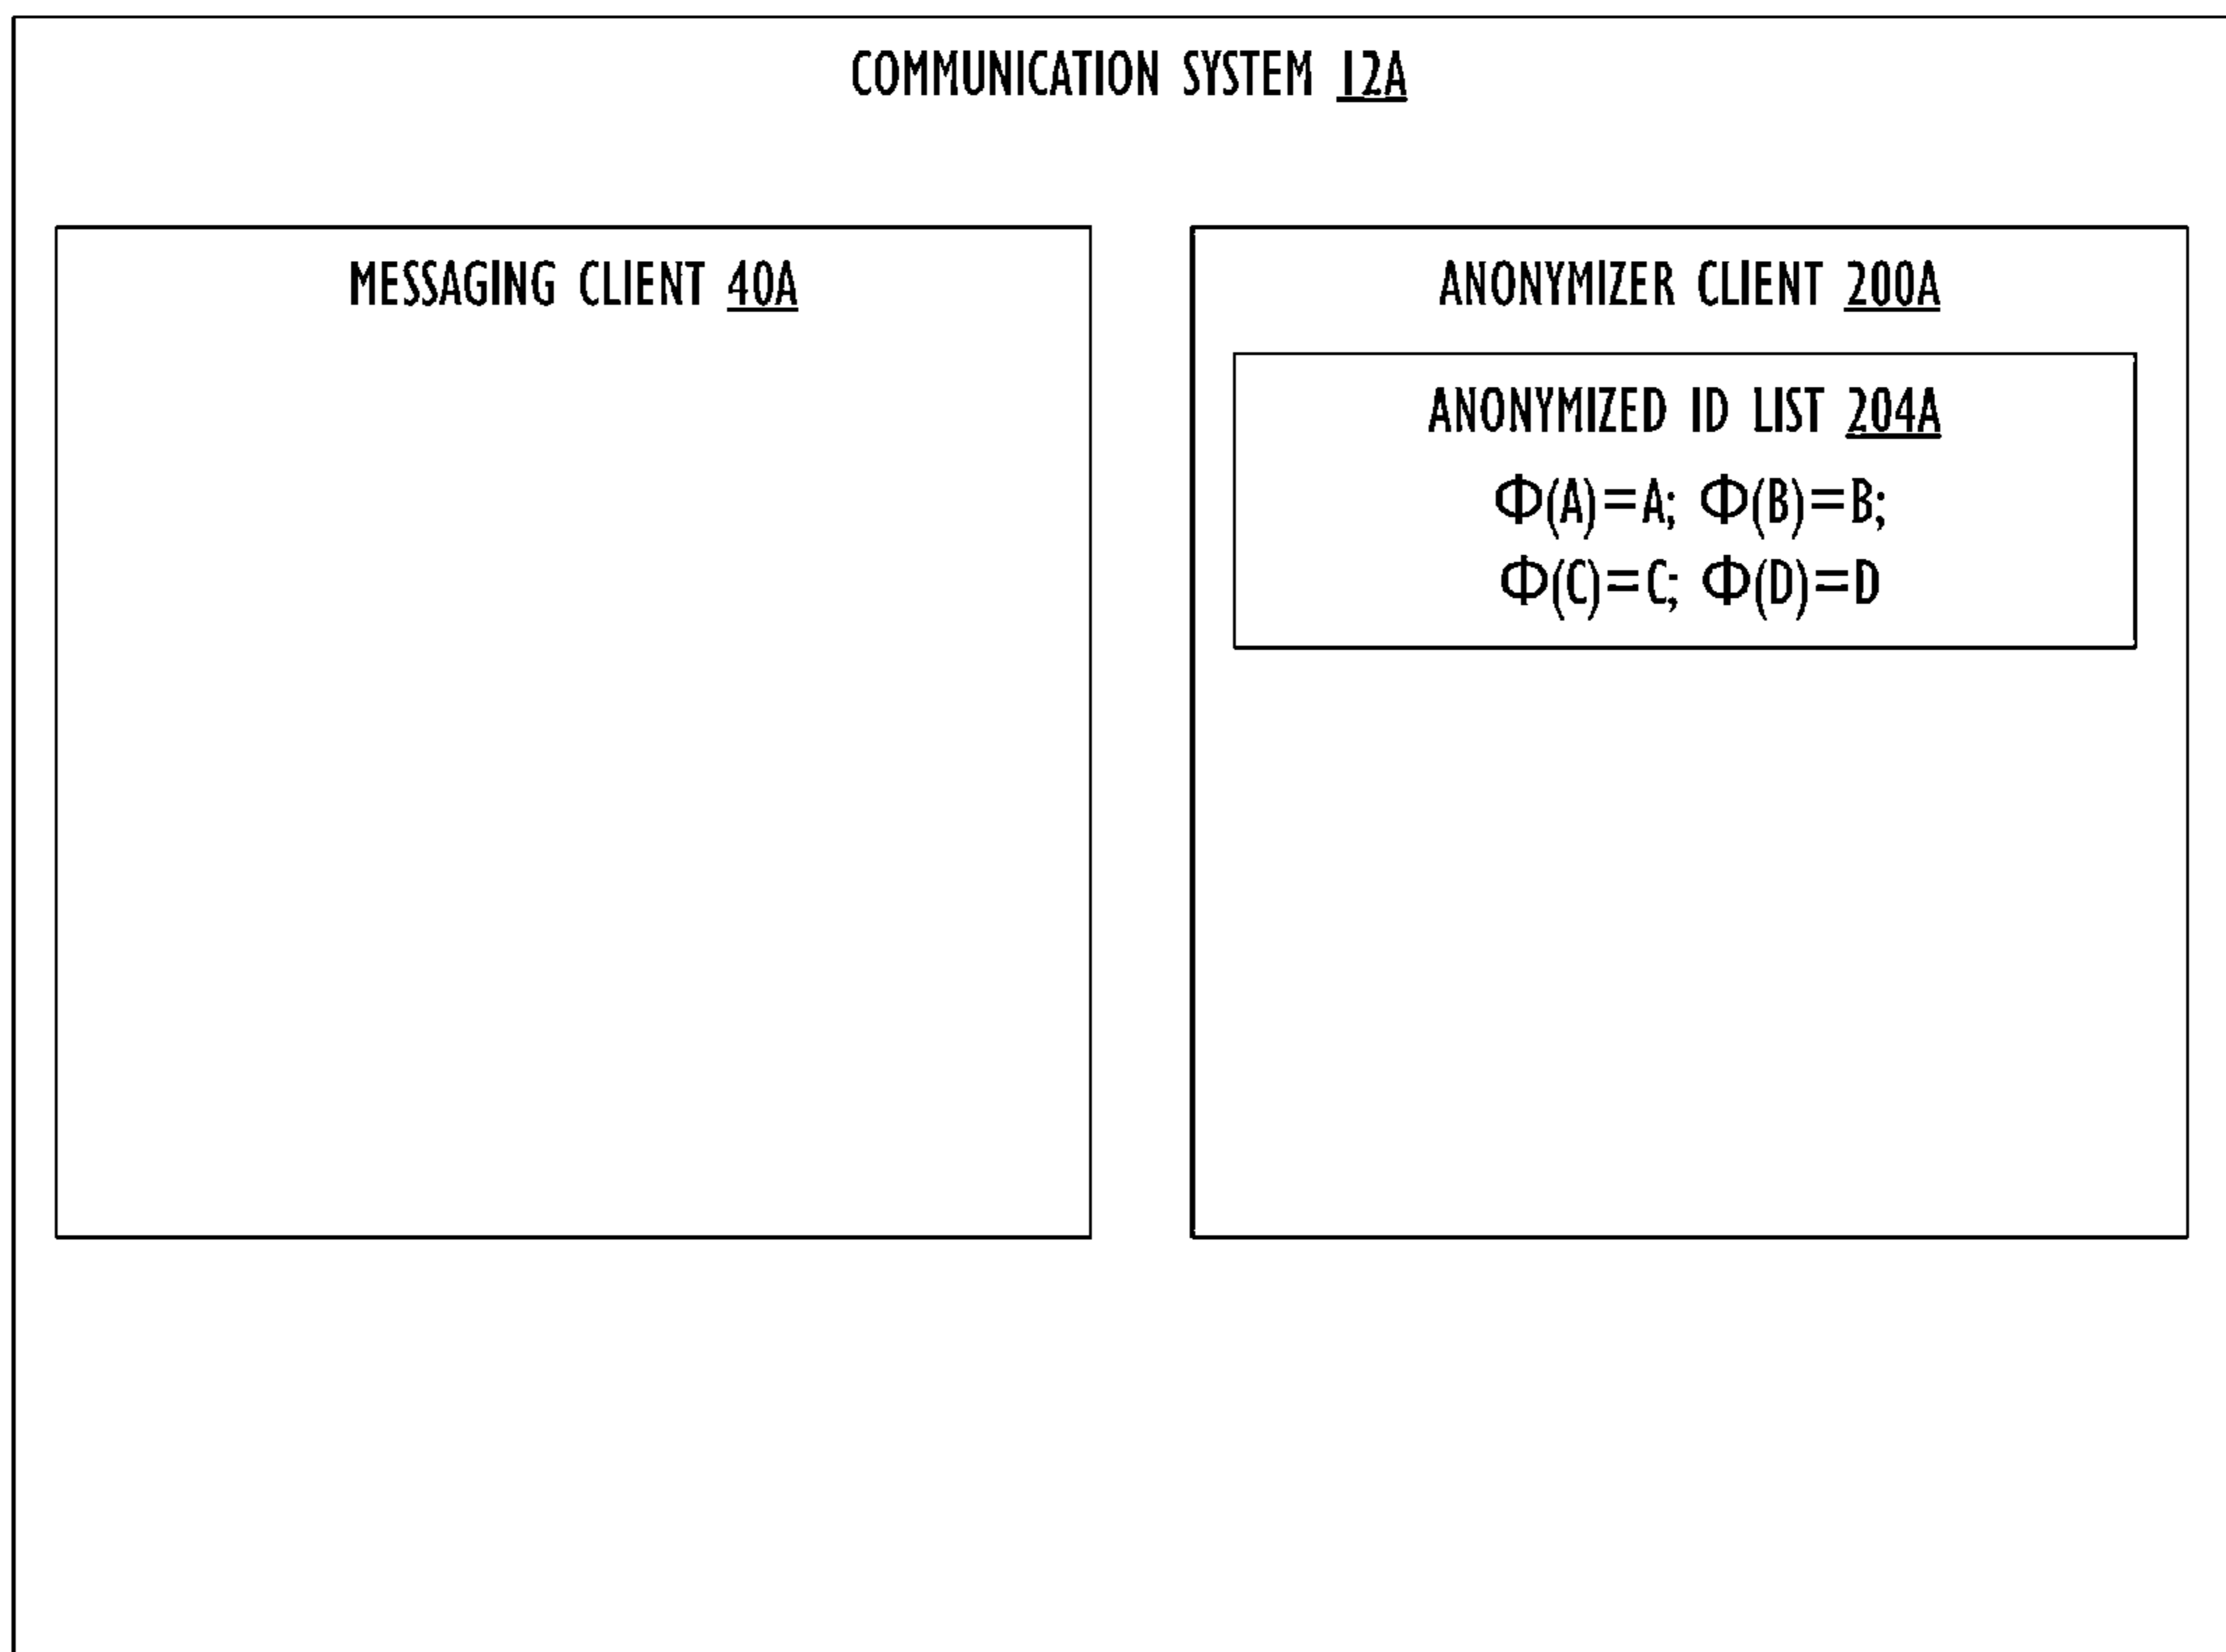 COMMUNICATION SYSTEM 12A
MESSAGING CLIENT 40A
ANONYMIZER CLIENT 200A
ANONYMIZED ID LIST 204A
Φ(A)=A; Φ(B)=B;
Φ(C)=C; Φ(D)=D